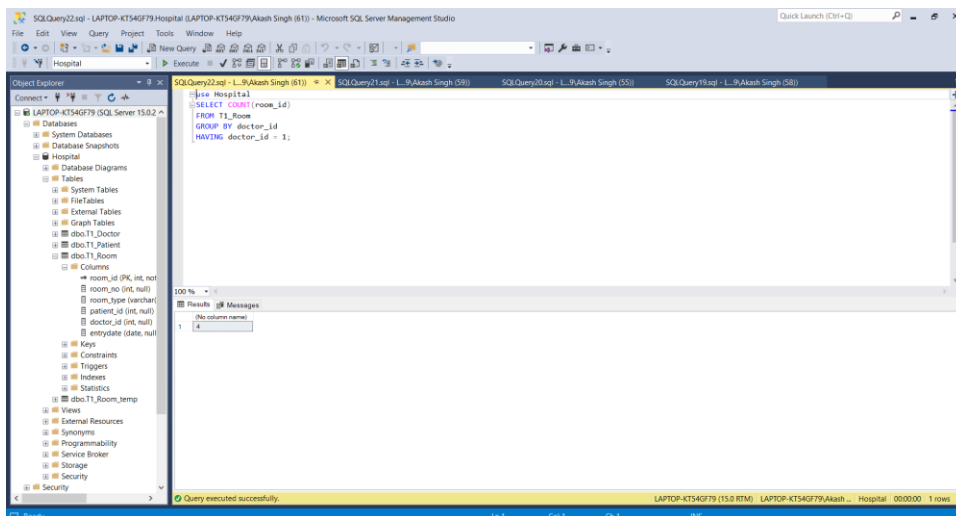 SQLQuery22.sql - LAPTOP-KT54GF79.Hospital (LAPTOP-KT54GF79\Akash Singh (61)) - Microsoft SQL Server Management Studio
Quick Launch (Ctrl+Q)
File Edit View Query Project Tools Window Help
New Query
Hospital
Execute
Object Explorer
SQLQuery22.sql - L...9\Akash Singh (61))
SQLQuery21.sql - L...9\Akash Singh (59))
SQLQuery20.sql - L...9\Akash Singh (55))
SQLQuery19.sql - L...9\Akash Singh (58))
Connect
LAPTOP-KT54GF79 (SQL Server 15.0.2
Databases
System Databases
Database Snapshots
Hospital
Database Diagrams
Tables
System Tables
FileTables
External Tables
Graph Tables
dbo.T1_Doctor
dbo.T1_Patient
dbo.T1_Room
Columns
room_id (PK, int, not
room_no (int, null)
room_type (varchar(
patient_id (int, null)
doctor_id (int, null)
entrydate (date, null
Keys
Constraints
Triggers
Indexes
Statistics
dbo.T1_Room_temp
Views
External Resources
Synonyms
Programmability
Service Broker
Storage
Security
Security
use Hospital
SELECT COUNT(room_id)
FROM T1_Room
GROUP BY doctor_id
HAVING doctor_id = 1;
100 %
Results Messages
(No column name)
1 4
Query executed successfully.
LAPTOP-KT54GF79 (15.0 RTM) LAPTOP-KT54GF79\Akash ... Hospital 00:00:00 1 rows
Ready Ln 1 Col 1 Ch 1 INS